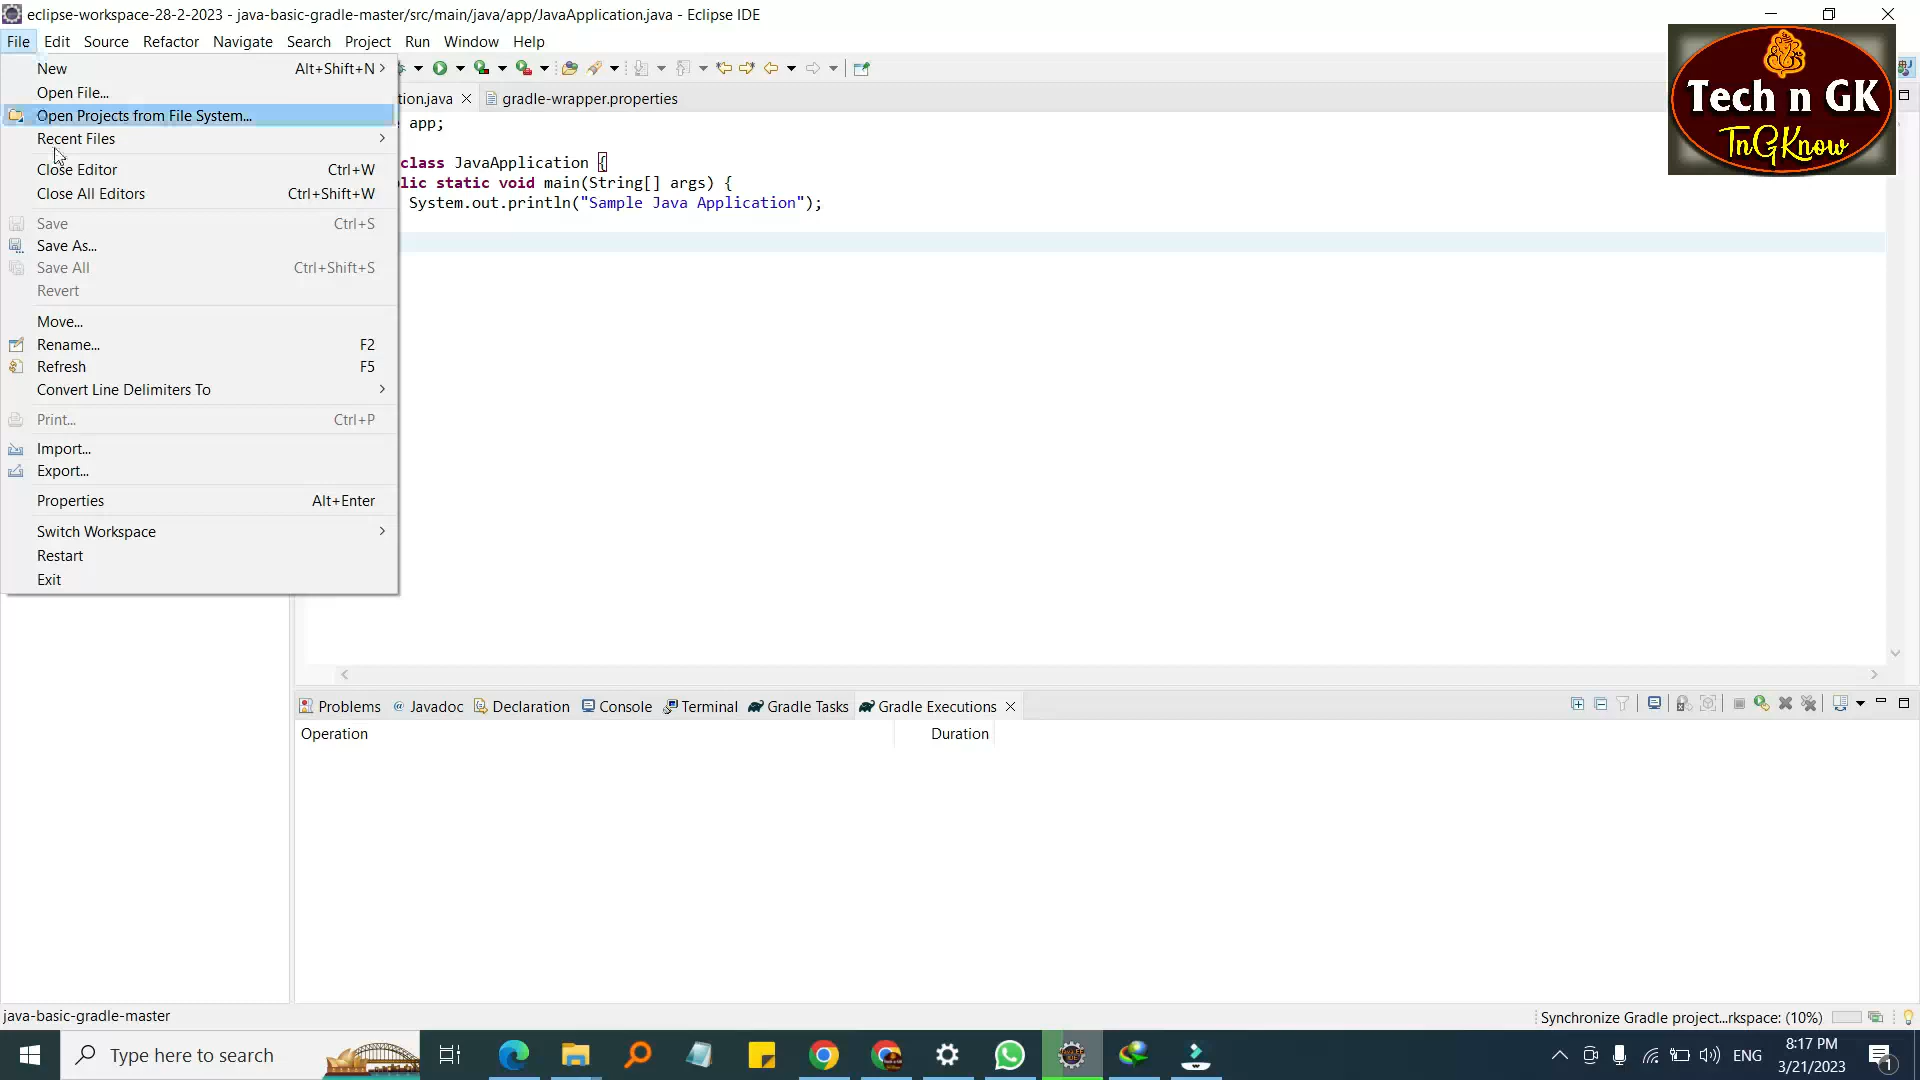 eclipse-workspace-28-2-2023 - java-basic-gradle-master/src/main/java/app/JavaApplication.java - Eclipse IDE
File Edit Source Refactor Navigate Search Project Run Window Help
New Alt+Shift+N
Open File...
Open Projects from File System...
Recent Files
Close Editor Ctrl+W
Close All Editors Ctrl+Shift+W
Save Ctrl+S
Save As...
Save All Ctrl+Shift+S
Revert
Move...
Rename... F2
Refresh F5
Convert Line Delimiters To
Print... Ctrl+P
Import...
Export...
Properties Alt+Enter
Switch Workspace
Restart
Exit
tion.java gradle-wrapper.properties
e app;
class JavaApplication {
lic static void main(String[] args) {
System.out.println("Sample Java Application");
Tech n GK
TnGKnow
Problems Javadoc Declaration Console Terminal Gradle Tasks Gradle Executions
Operation Duration
java-basic-gradle-master
Synchronize Gradle project...rkspace: (10%)
Type here to search
ENG
8:17 PM
3/21/2023
1